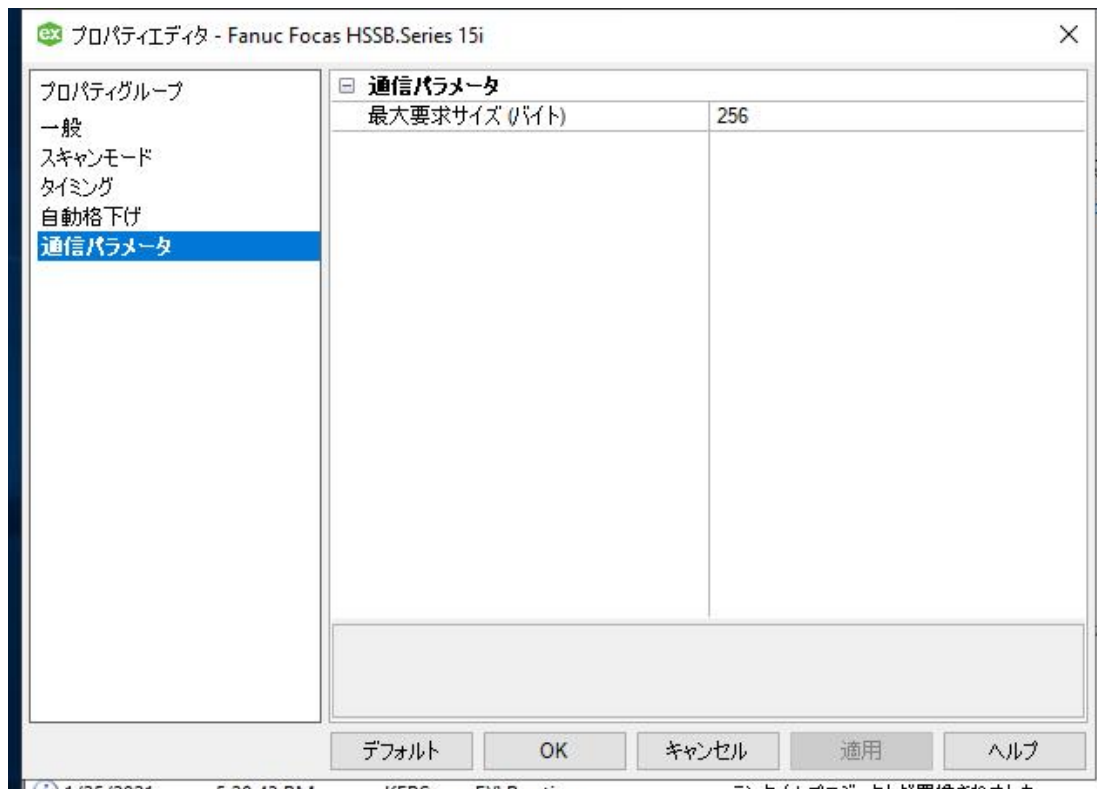 プロパティエディタ - Fanuc Focas HSSB.Series 15i
プロパティグループ
一般
スキャンモード
タイミング
自動格下げ
通信パラメータ
通信パラメータ
最大要求サイズ (バイト) 256
デフォルト OK キャンセル 適用 ヘルプ